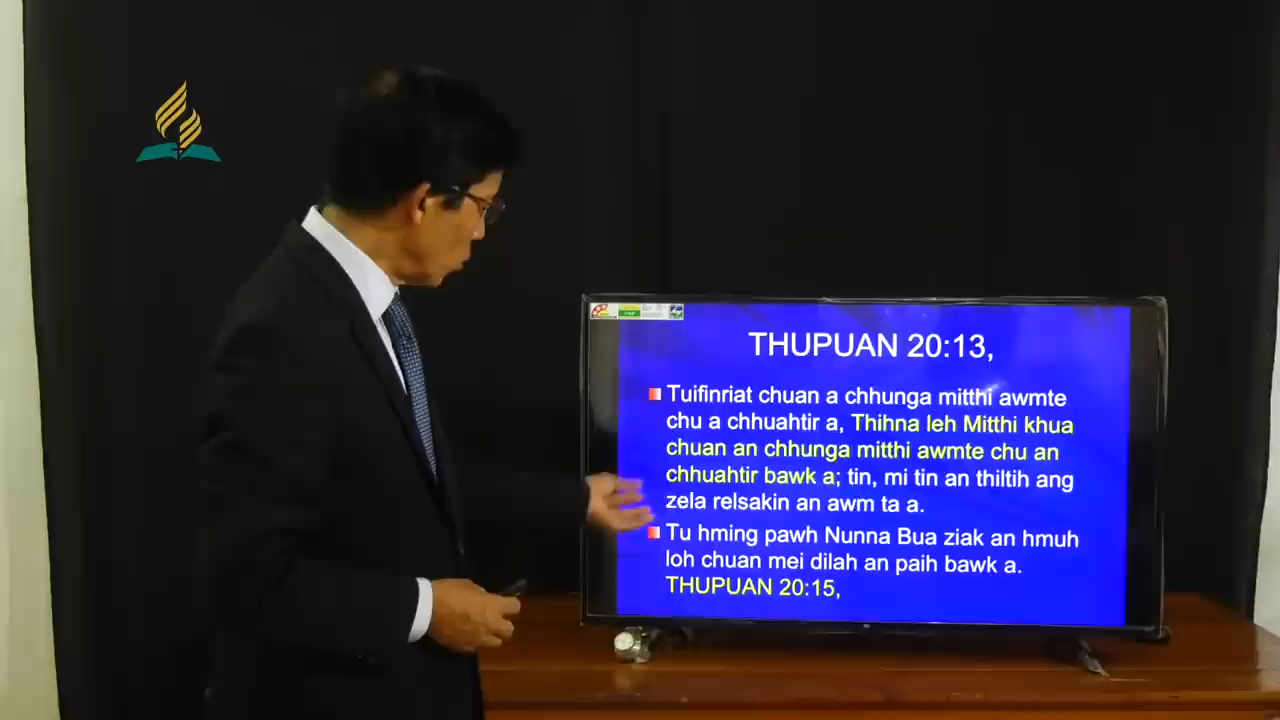 THUPUAN 20:13,
Tuifinriat chuan a chhunga mitthi awmte
chu a chhuahtir a, Thihna leh Mitthi khua
chuan an chhunga mitthi awmte chu an
chhuahtir bawk a; tin, mi tin an thiltih ang
zela relsakin an awm ta a.
Tu hming pawh Nunna Bua ziak an hmuh
loh chuan mei dilah an paih bawk a.
THUPUAN 20:15,